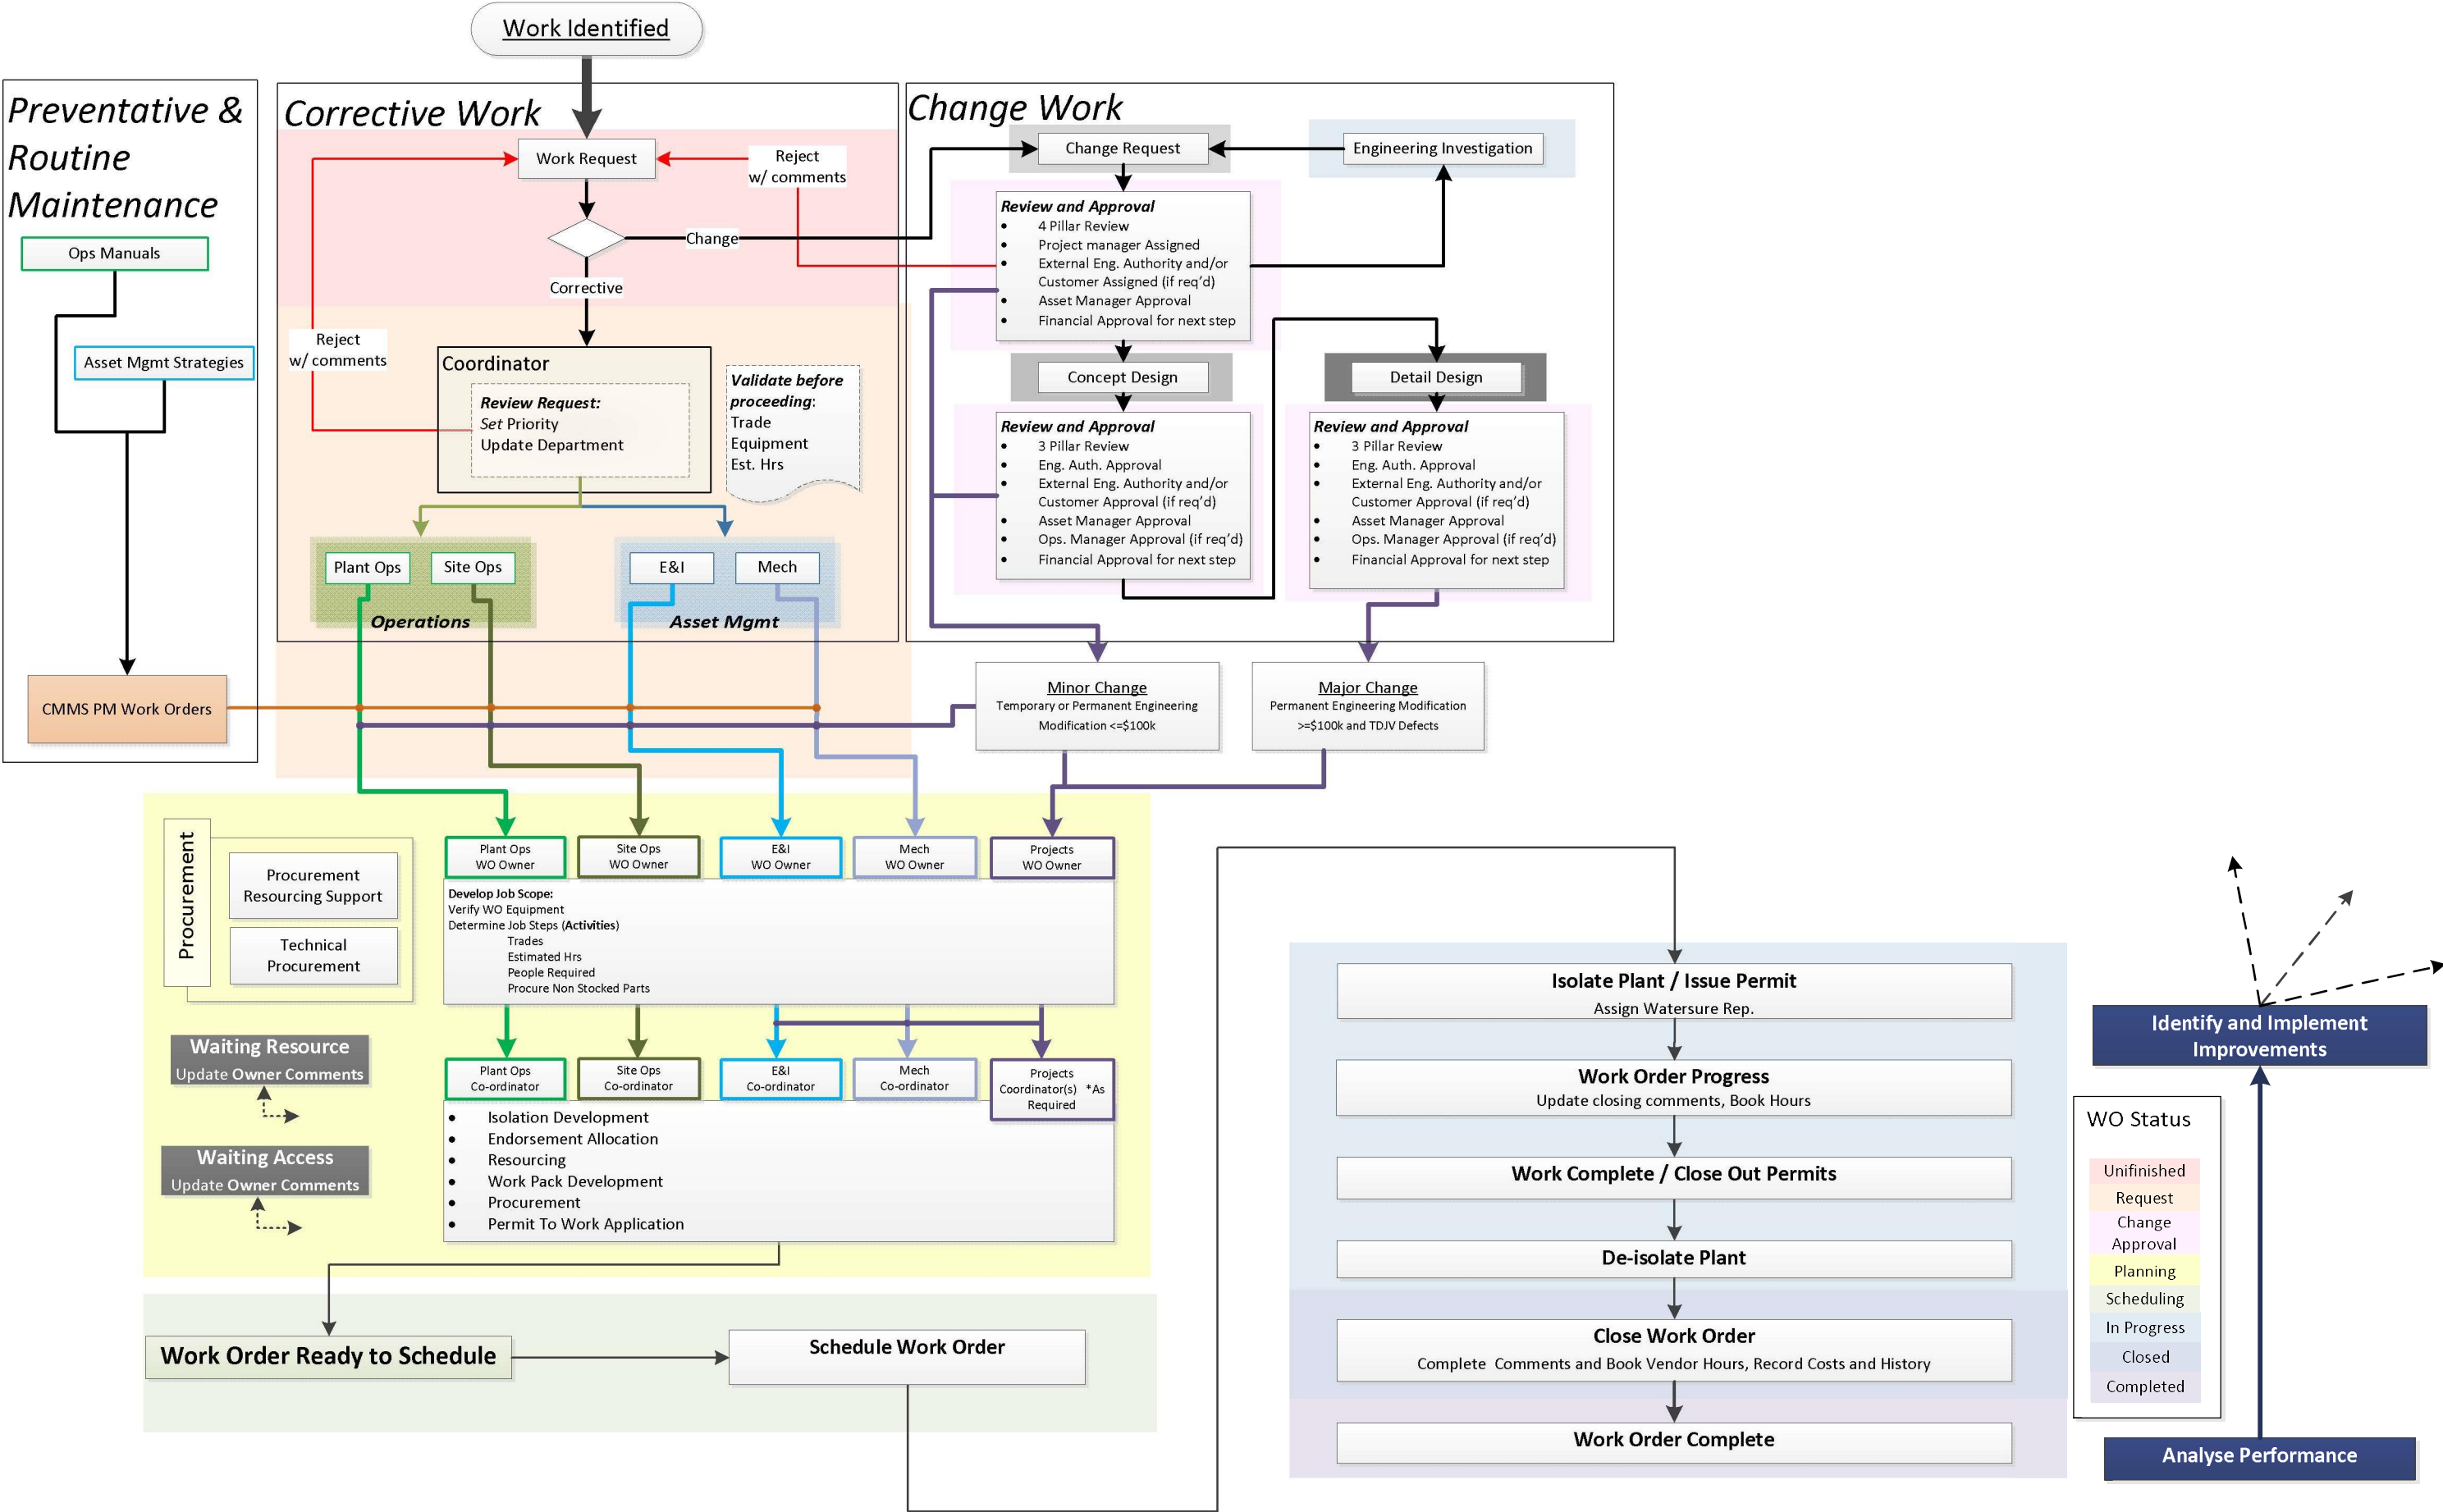 Work Identified
Preventative &
Routine
Maintenance
Ops Manuals
Asset Mgmt Strategies
CMMS PM Work Orders
Corrective Work
Work Request
Reject
w/ comments
Change
Corrective
Reject
w/ comments
Coordinator
Review Request:
Set Priority
Update Department
Validate before
proceeding:
Trade
Equipment
Est. Hrs
Plant Ops
Site Ops
Operations
E&I
Mech
Asset Mgmt
Change Work
Change Request
Engineering Investigation
Review and Approval
• 4 Pillar Review
• Project manager Assigned
• External Eng. Authority and/or
Customer Assigned (if req'd)
• Asset Manager Approval
• Financial Approval for next step
Concept Design
Review and Approval
• 3 Pillar Review
• Eng. Auth. Approval
• External Eng. Authority and/or
Customer Approval (if req'd)
• Asset Manager Approval
• Ops. Manager Approval (if req'd)
• Financial Approval for next step
Detail Design
Review and Approval
• 3 Pillar Review
• Eng. Auth. Approval
• External Eng. Authority and/or
Customer Approval (if req'd)
• Asset Manager Approval
• Ops. Manager Approval (if req'd)
• Financial Approval for next step
Minor Change
Temporary or Permanent Engineering
Modification <=$100k
Major Change
Permanent Engineering Modification
>=$100k and TDJV Defects
Procurement
Procurement
Resourcing Support
Technical
Procurement
Waiting Resource
Update Owner Comments
Waiting Access
Update Owner Comments
Plant Ops
WO Owner
Site Ops
WO Owner
E&I
WO Owner
Mech
WO Owner
Projects
WO Owner
Develop Job Scope:
Verify WO Equipment
Determine Job Steps (Activities)
Trades
Estimated Hrs
People Required
Procure Non Stocked Parts
Plant Ops
Co-ordinator
Site Ops
Co-ordinator
E&I
Co-ordinator
Mech
Co-ordinator
Projects
Coordinator(s) *As
Required
• Isolation Development
• Endorsement Allocation
• Resourcing
• Work Pack Development
• Procurement
• Permit To Work Application
Work Order Ready to Schedule
Schedule Work Order
Isolate Plant / Issue Permit
Assign Watersure Rep.
Work Order Progress
Update closing comments, Book Hours
Work Complete / Close Out Permits
De-isolate Plant
Close Work Order
Complete Comments and Book Vendor Hours, Record Costs and History
Work Order Complete
Identify and Implement
Improvements
WO Status
Unifinished
Request
Change
Approval
Planning
Scheduling
In Progress
Closed
Completed
Analyse Performance